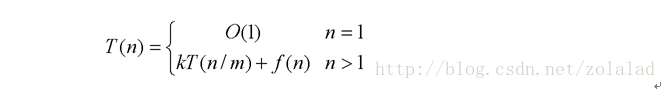 T(n) = { O(1) n = 1
kT(n/m) + f(n) n > 1
http://blog.csdn.net/zolalad